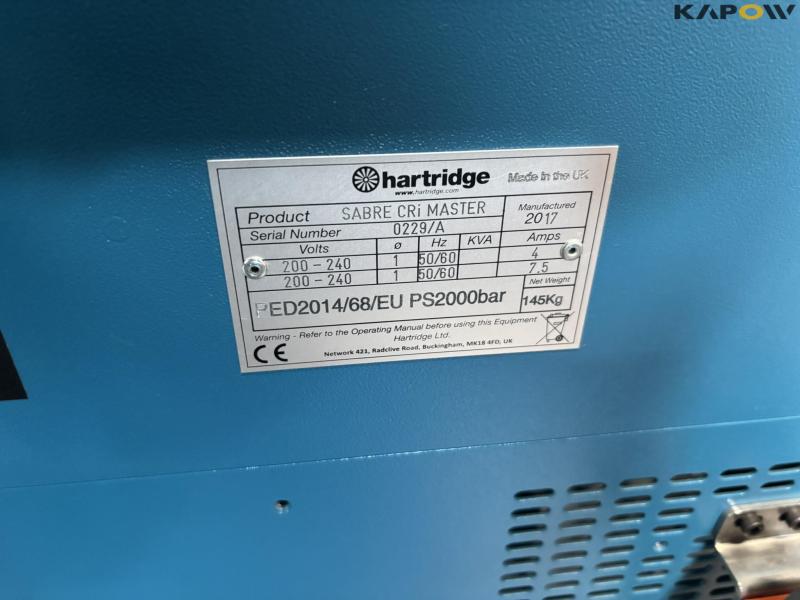 KAPOW
hartridge
www.hartridge.com
Made in the UK
Product SABRE CRi MASTER
Manufactured 2017
Serial Number 0229/A
Volts ø Hz KVA Amps
200-240 1 50/60 4
200-240 1 50/60 7.5
PED2014/68/EU PS2000bar
Net Weight
145Kg
Warning - Refer to the Operating Manual before using this Equipment
Hartridge Ltd.
CE
Network 421, Radclive Road, Buckingham, MK18 4FD, UK